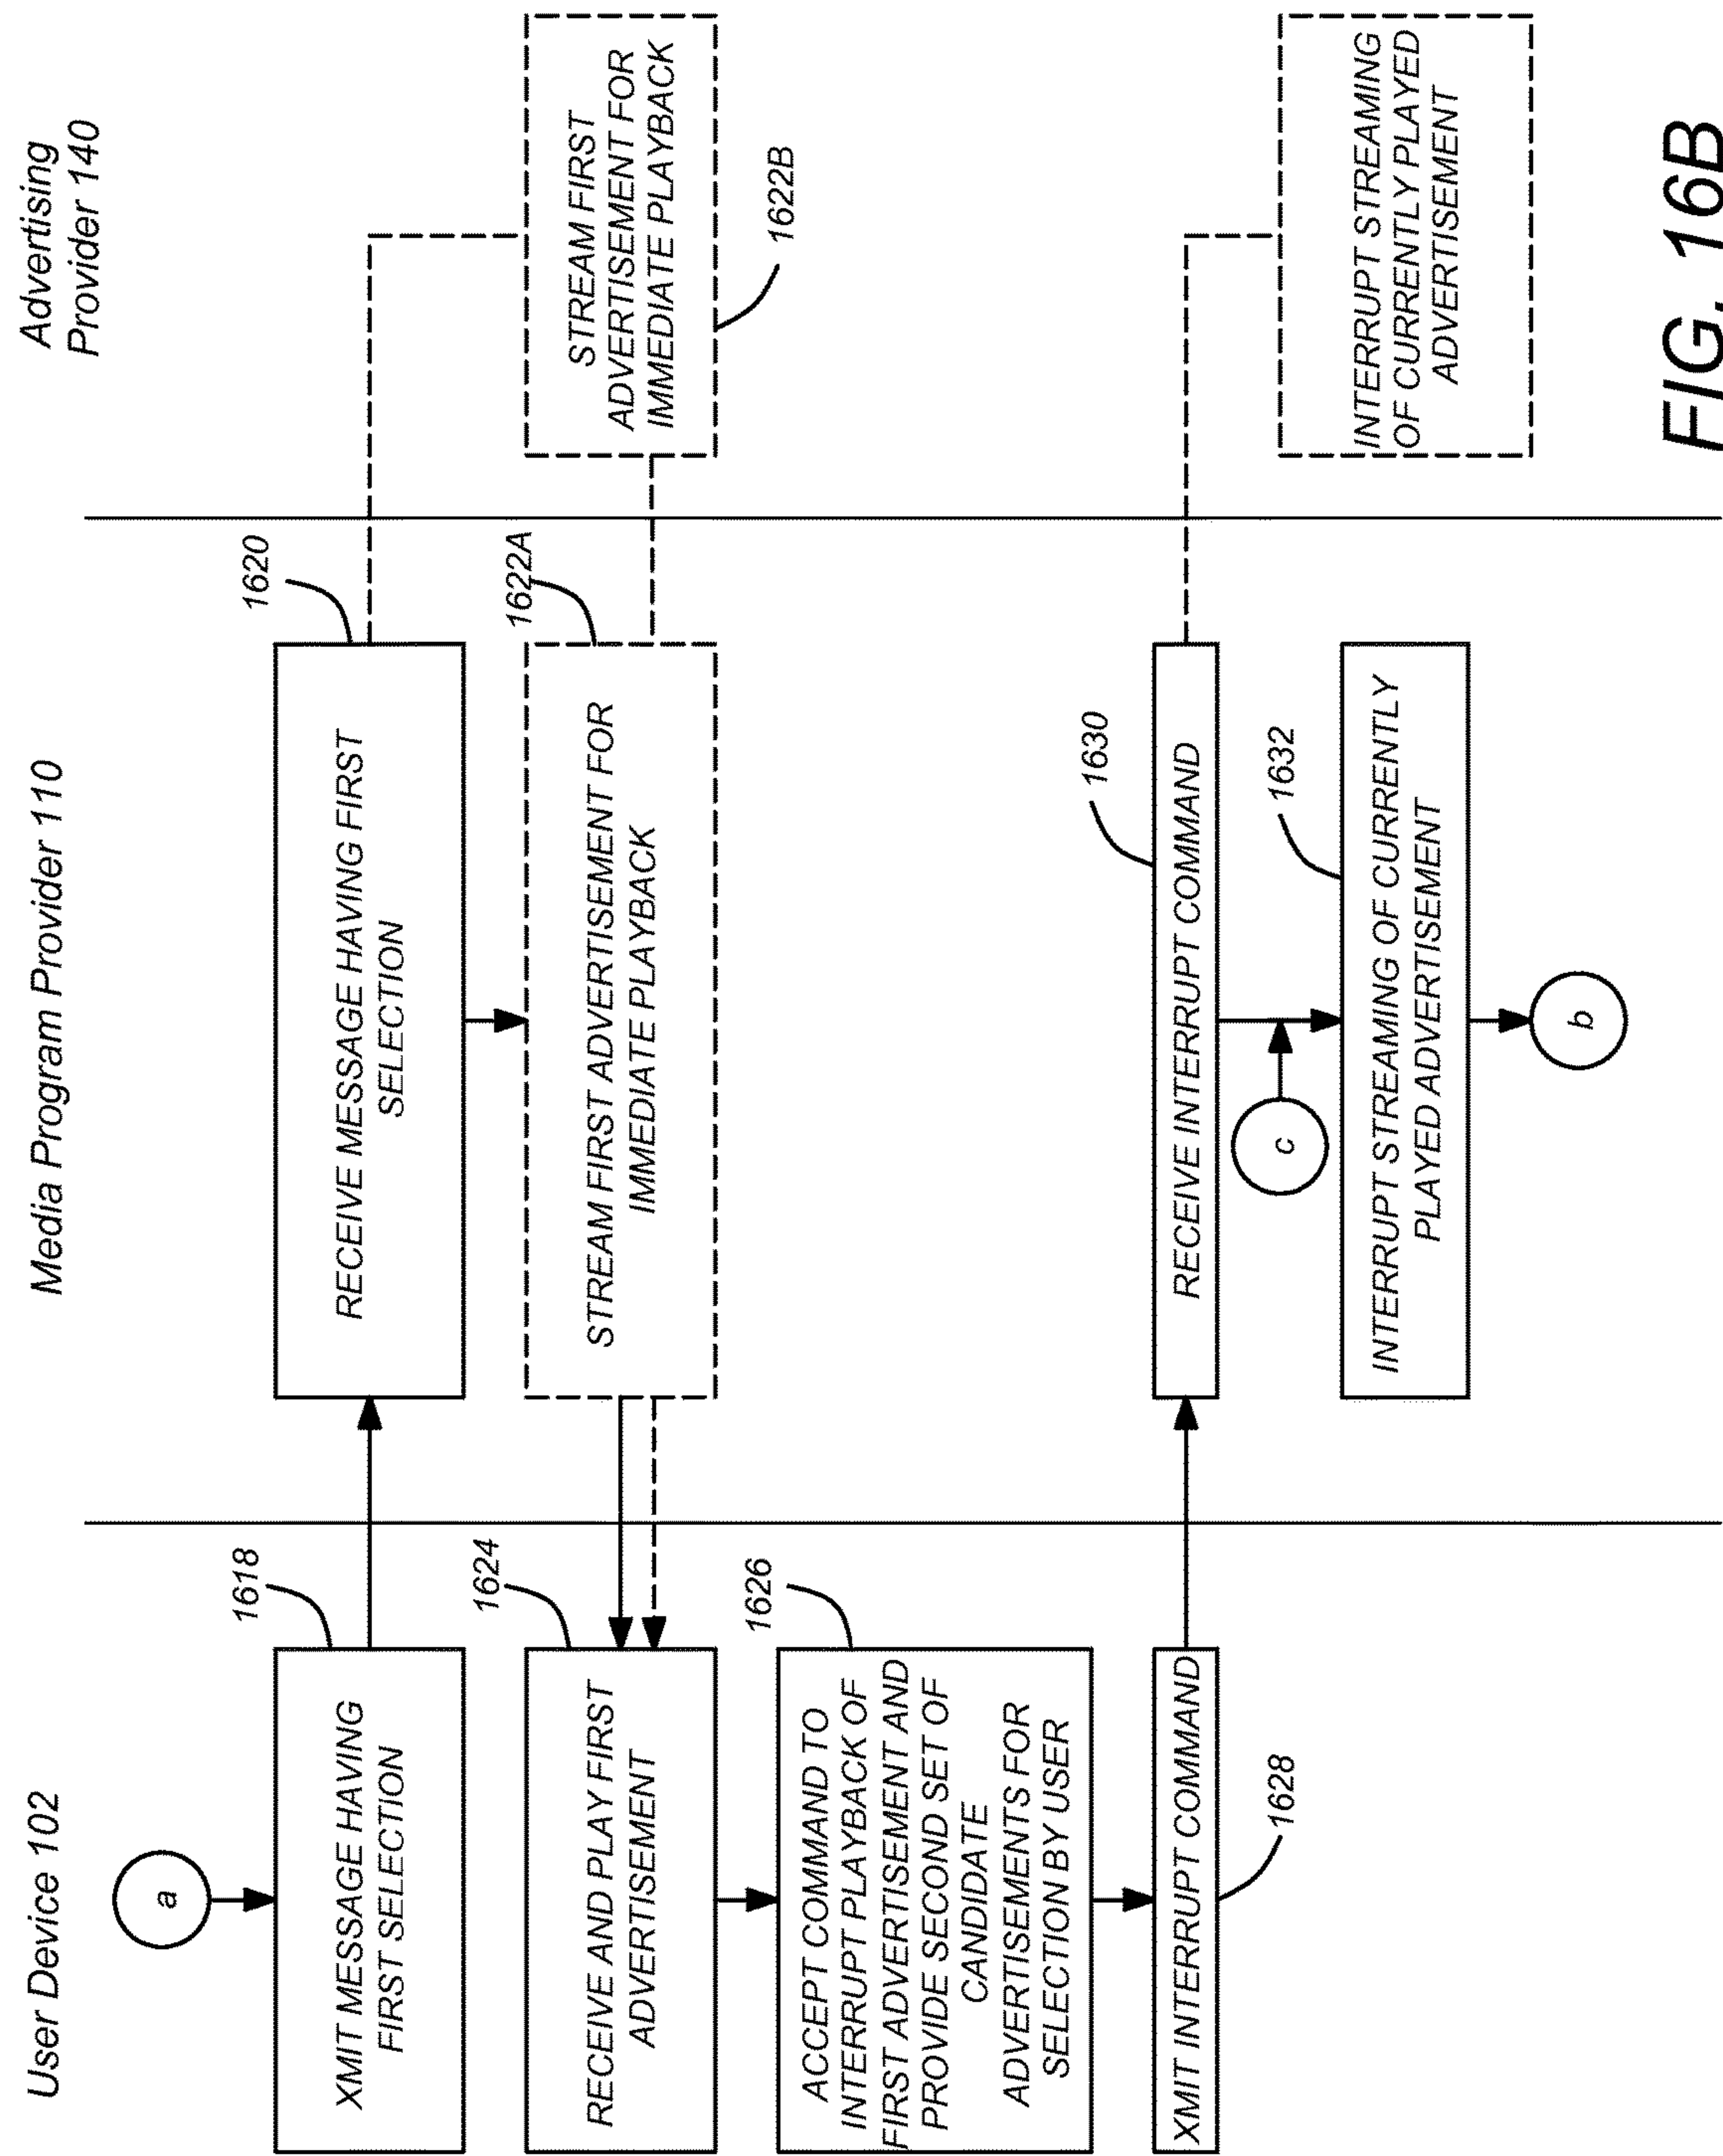 User Device 102
Media Program Provider 110
Advertising
Provider 140
a
1618
XMIT MESSAGE HAVING
FIRST SELECTION
1620
RECEIVE MESSAGE HAVING FIRST
SELECTION
1624
RECEIVE AND PLAY FIRST
ADVERTISEMENT
1622A
STREAM FIRST ADVERTISEMENT FOR
IMMEDIATE PLAYBACK
STREAM FIRST
ADVERTISEMENT FOR
IMMEDIATE PLAYBACK
1622B
1626
ACCEPT COMMAND TO
INTERRUPT PLAYBACK OF
FIRST ADVERTISEMENT AND
PROVIDE SECOND SET OF
CANDIDATE
ADVERTISEMENTS FOR
SELECTION BY USER
XMIT INTERRUPT COMMAND
1628
1630
RECEIVE INTERRUPT COMMAND
c
1632
INTERRUPT STREAMING OF CURRENTLY
PLAYED ADVERTISEMENT
b
INTERRUPT STREAMING
OF CURRENTLY PLAYED
ADVERTISEMENT
FIG. 16B